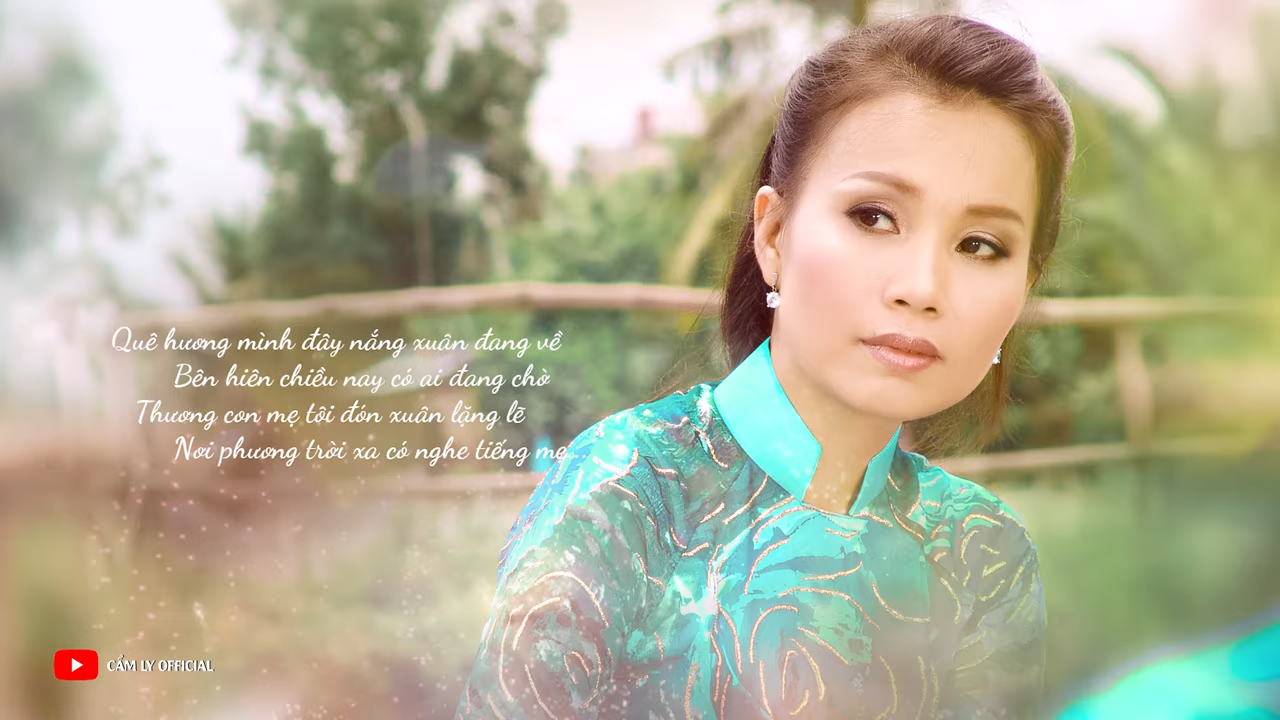 Quê hương mình đây nắng xuân đang về
Bên hiên chiều nay có ai đang chờ
Thương con mẹ tôi đón xuân lặng lẽ
Nơi phương trời xa có nghe tiếng mẹ...
CẨM LY OFFICIAL